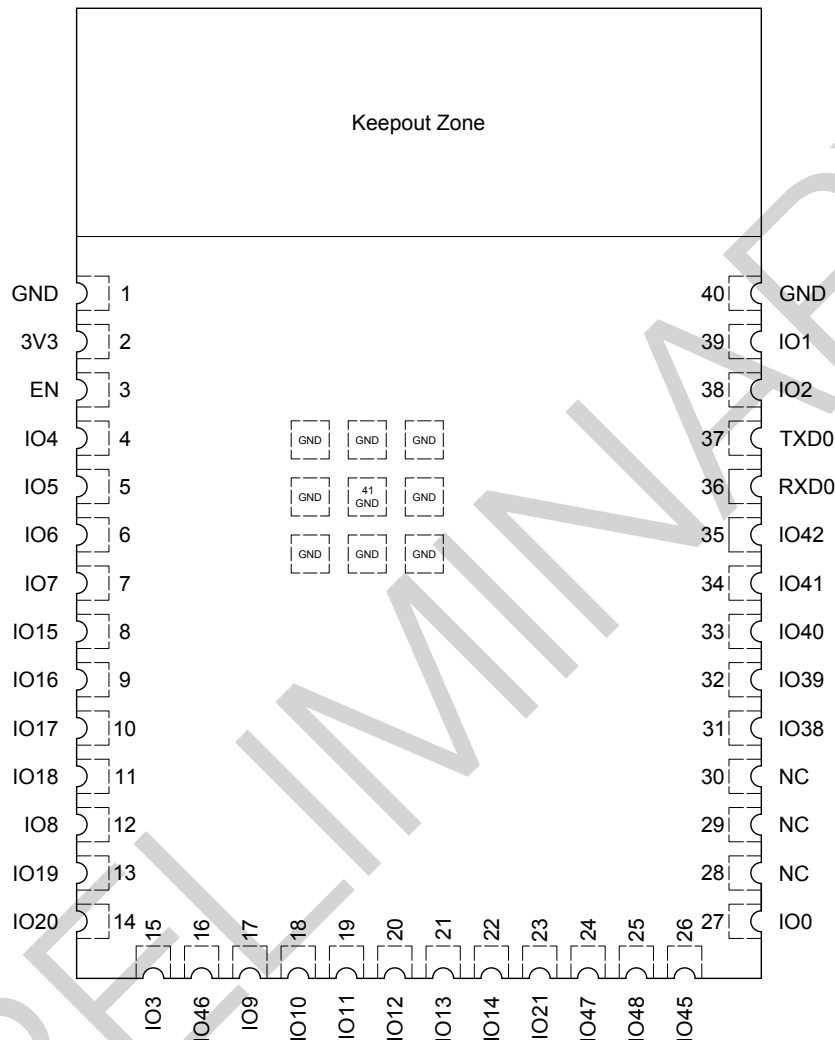 Keepout Zone
GND 1 40 GND
3V3 2 39 IO1
EN 3 38 IO2
IO4 4 GND GND GND 37 TXD0
IO5 5 GND 41 GND GND 36 RXD0
IO6 6 GND GND GND 35 IO42
IO7 7 34 IO41
IO15 8 33 IO40
IO16 9 32 IO39
IO17 10 31 IO38
IO18 11 30 NC
IO8 12 29 NC
IO19 13 28 NC
IO20 14 27 IO0
15 16 17 18 19 20 21 22 23 24 25 26
IO3 IO46 IO9 IO10 IO11 IO12 IO13 IO14 IO21 IO47 IO48 IO45